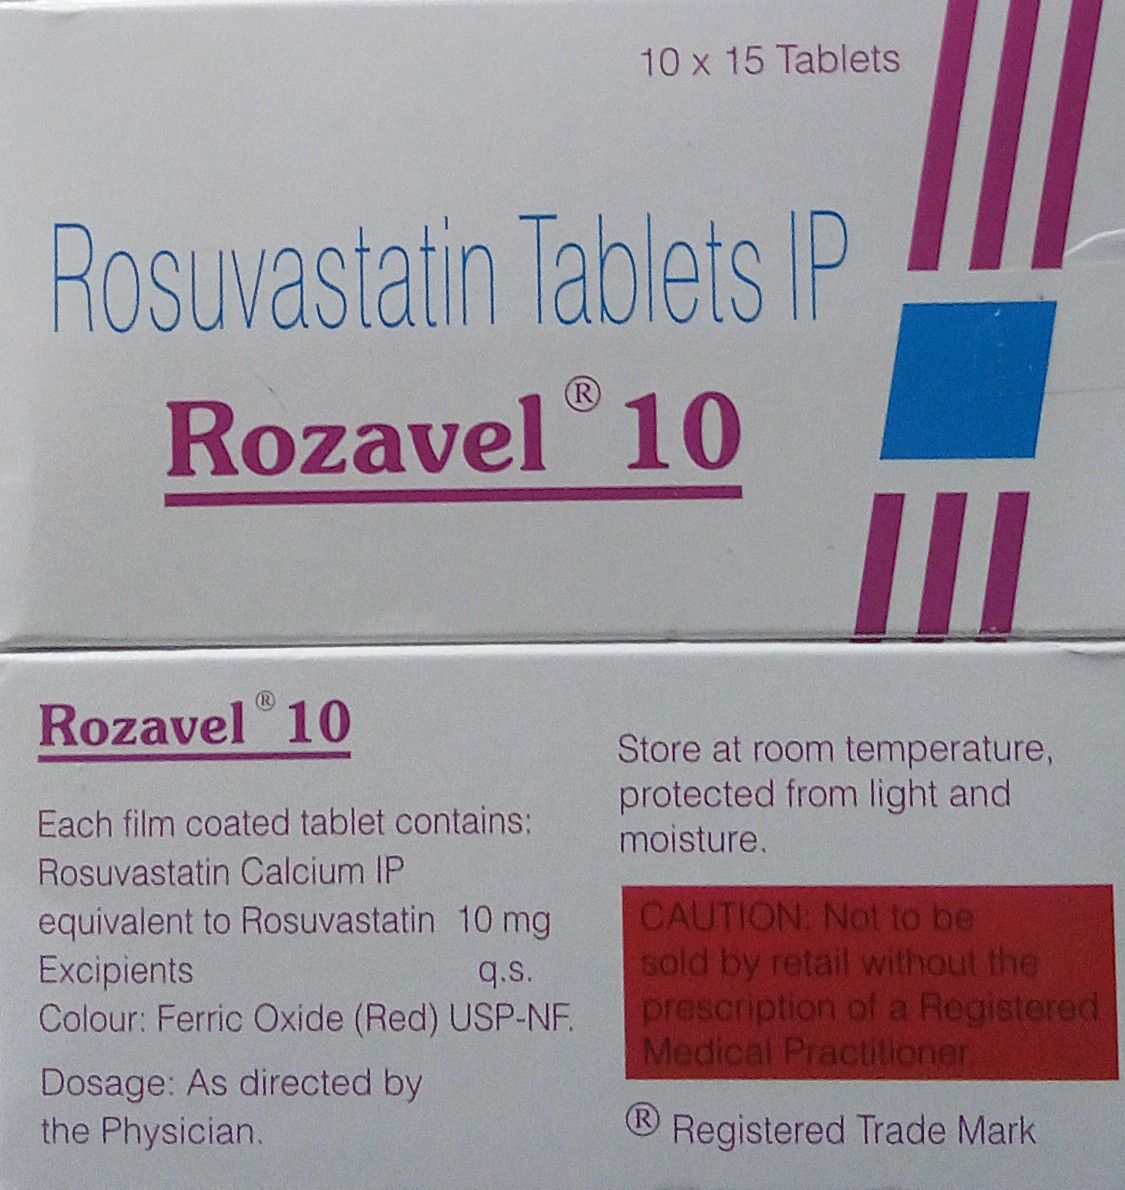 10 x 15 Tablets
Rosuvastatin Tablets IP
Rozavel® 10
Rozavel® 10
Each film coated tablet contains:
Rosuvastatin Calcium IP
equivalent to Rosuvastatin 10 mg
Excipients q.s.
Colour: Ferric Oxide (Red) USP-NF.
Dosage: As directed by
the Physician.
Store at room temperature,
protected from light and
moisture.
CAUTION: Not to be
sold by retail without the
prescription of a Registered
Medical Practitioner.
® Registered Trade Mark